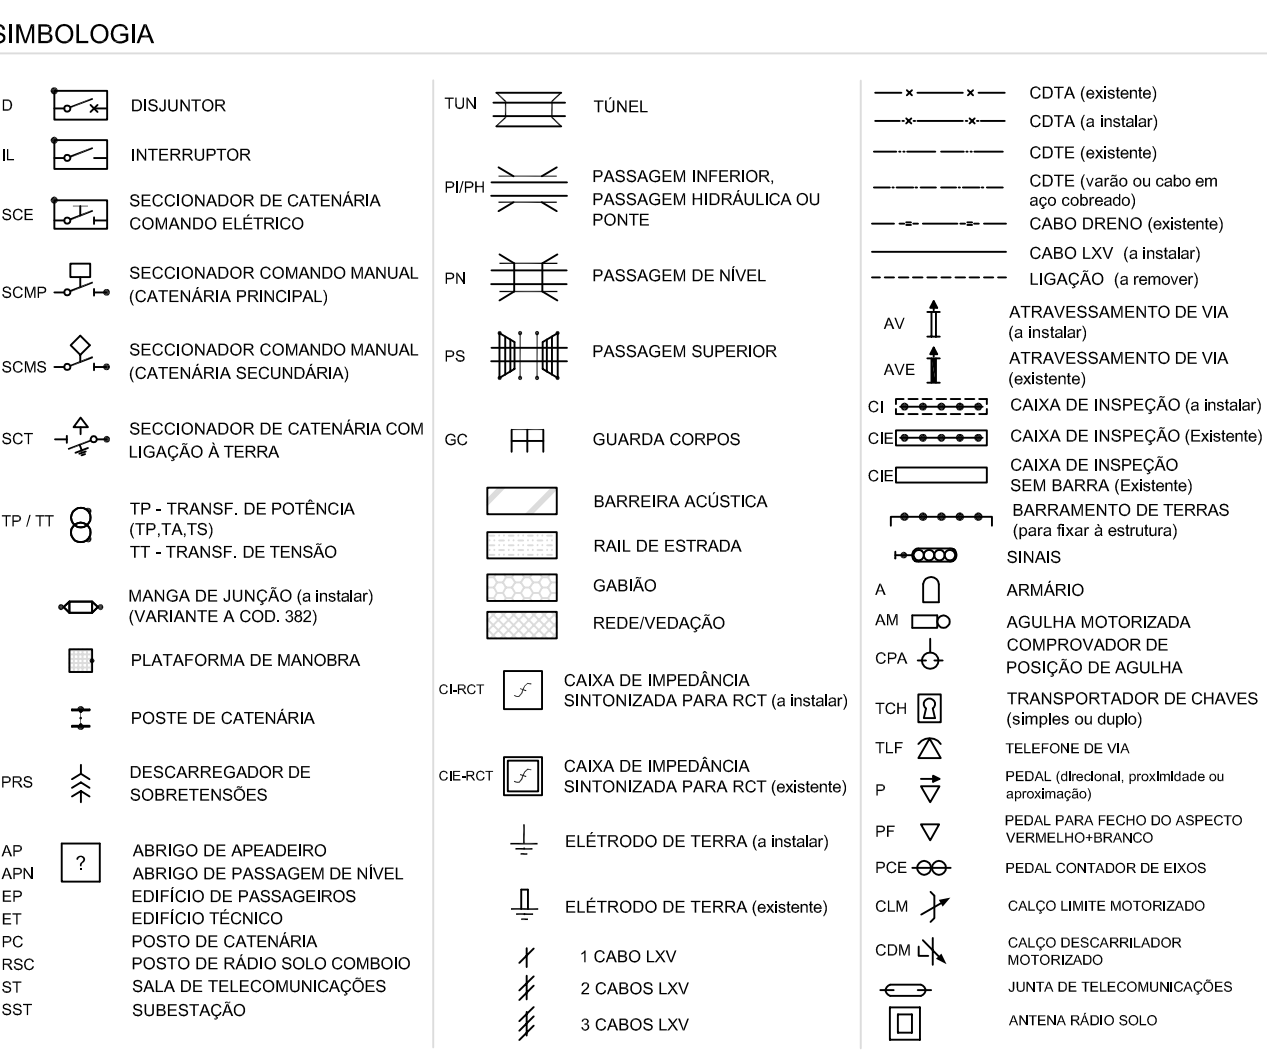 SIMBOLOGIA
D DISJUNTOR
IL INTERRUPTOR
SCE SECCIONADOR DE CATENÁRIA
COMANDO ELÉTRICO
SCMP SECCIONADOR COMANDO MANUAL
(CATENÁRIA PRINCIPAL)
SCMS SECCIONADOR COMANDO MANUAL
(CATENÁRIA SECUNDÁRIA)
SCT SECCIONADOR DE CATENÁRIA COM
LIGAÇÃO À TERRA
TP / TT TP - TRANSF. DE POTÊNCIA
(TP,TA,TS)
TT - TRANSF. DE TENSÃO
MANGA DE JUNÇÃO (a instalar)
(VARIANTE A COD. 382)
PLATAFORMA DE MANOBRA
POSTE DE CATENÁRIA
PRS DESCARREGADOR DE
SOBRETENSÕES
AP ? ABRIGO DE APEADEIRO
APN ABRIGO DE PASSAGEM DE NÍVEL
EP EDIFÍCIO DE PASSAGEIROS
ET EDIFÍCIO TÉCNICO
PC POSTO DE CATENÁRIA
RSC POSTO DE RÁDIO SOLO COMBOIO
ST SALA DE TELECOMUNICAÇÕES
SST SUBESTAÇÃO
TUN TÚNEL
PI/PH PASSAGEM INFERIOR,
PASSAGEM HIDRÁULICA OU
PONTE
PN PASSAGEM DE NÍVEL
PS PASSAGEM SUPERIOR
GC GUARDA CORPOS
BARREIRA ACÚSTICA
RAIL DE ESTRADA
GABIÃO
REDE/VEDAÇÃO
CI-RCT CAIXA DE IMPEDÂNCIA
SINTONIZADA PARA RCT (a instalar)
CIE-RCT CAIXA DE IMPEDÂNCIA
SINTONIZADA PARA RCT (existente)
ELÉTRODO DE TERRA (a instalar)
ELÉTRODO DE TERRA (existente)
1 CABO LXV
2 CABOS LXV
3 CABOS LXV
CDTA (existente)
CDTA (a instalar)
CDTE (existente)
CDTE (varão ou cabo em
aço cobreado)
CABO DRENO (existente)
CABO LXV (a instalar)
LIGAÇÃO (a remover)
AV ATRAVESSAMENTO DE VIA
(a instalar)
AVE ATRAVESSAMENTO DE VIA
(existente)
CI CAIXA DE INSPEÇÃO (a instalar)
CIE CAIXA DE INSPEÇÃO (Existente)
CIE CAIXA DE INSPEÇÃO
SEM BARRA (Existente)
BARRAMENTO DE TERRAS
(para fixar à estrutura)
SINAIS
A ARMÁRIO
AM AGULHA MOTORIZADA
CPA COMPROVADOR DE
POSIÇÃO DE AGULHA
TCH TRANSPORTADOR DE CHAVES
(simples ou duplo)
TLF TELEFONE DE VIA
P PEDAL (direcional, proximidade ou
aproximação)
PF PEDAL PARA FECHO DO ASPECTO
VERMELHO+BRANCO
PCE PEDAL CONTADOR DE EIXOS
CLM CALÇO LIMITE MOTORIZADO
CDM CALÇO DESCARRILADOR
MOTORIZADO
JUNTA DE TELECOMUNICAÇÕES
ANTENA RÁDIO SOLO